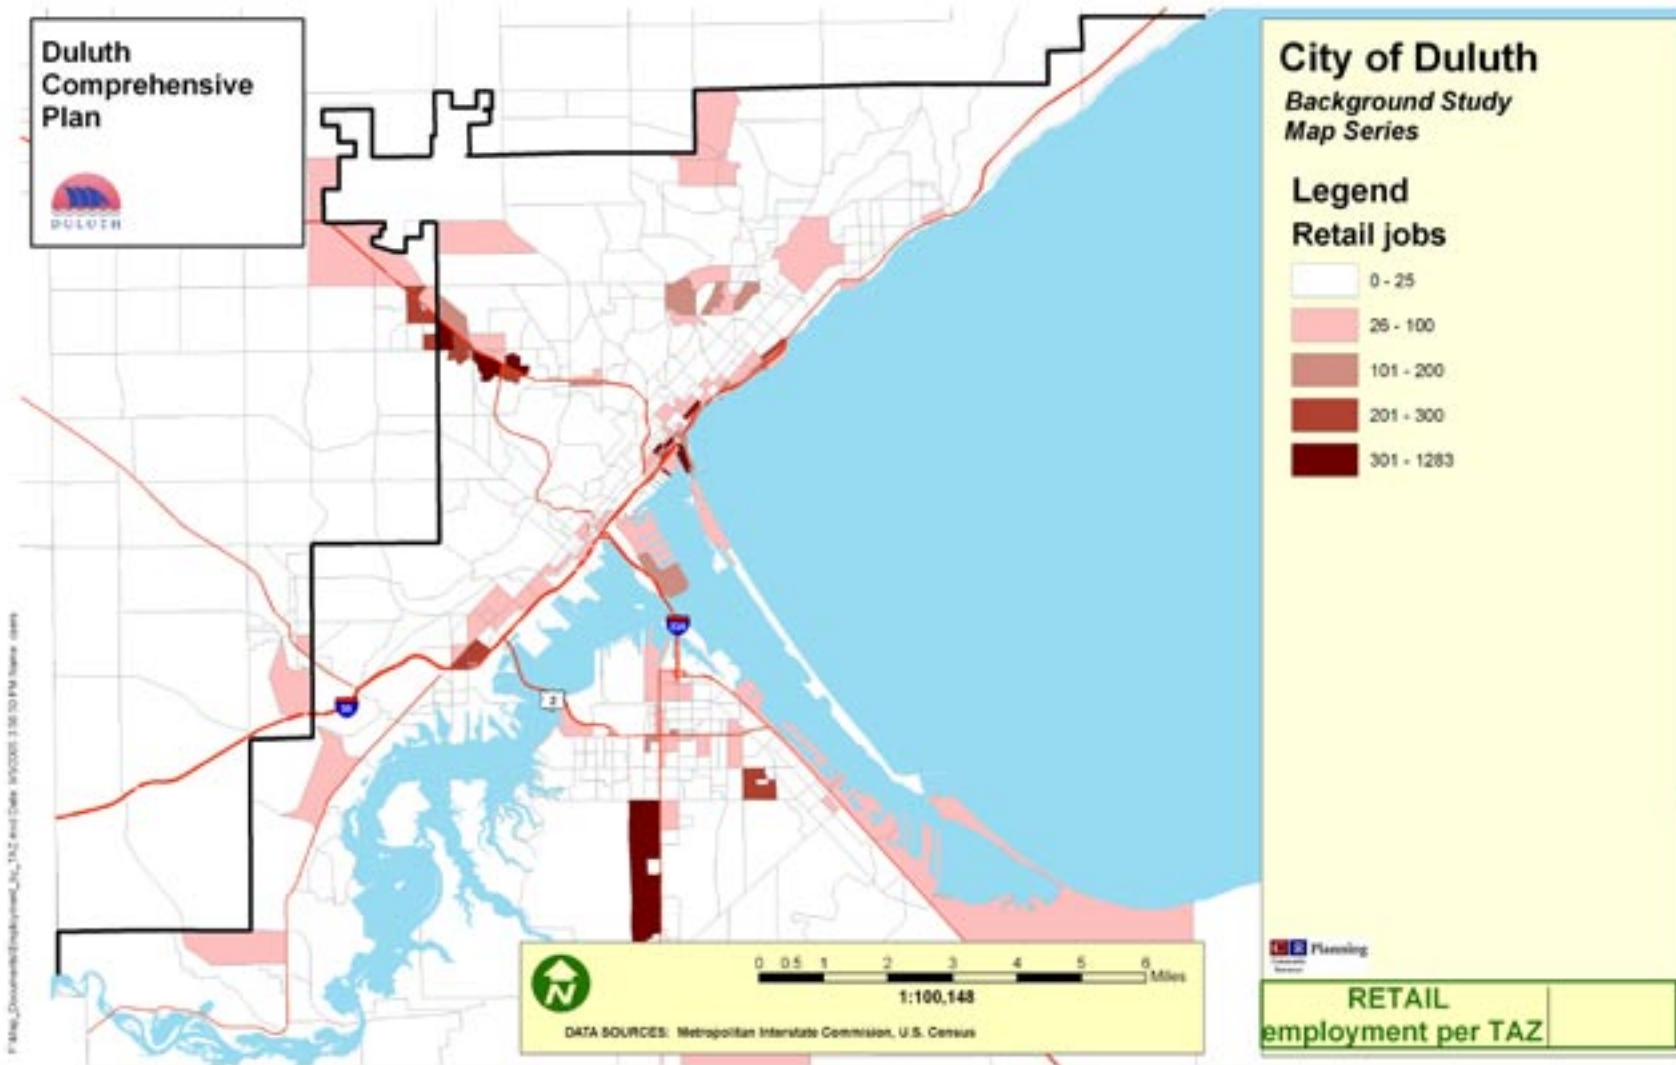 Duluth
Comprehensive
Plan
DULUTH
City of Duluth
Background Study
Map Series
Legend
Retail jobs
0 - 25
26 - 100
101 - 200
201 - 300
301 - 1283
2
0 0.5 1 2 3 4 5 6
Miles
1:100,148
N
DATA SOURCES: Metropolitan Interstate Commision, U.S. Census
Planning
RETAIL
employment per TAZ